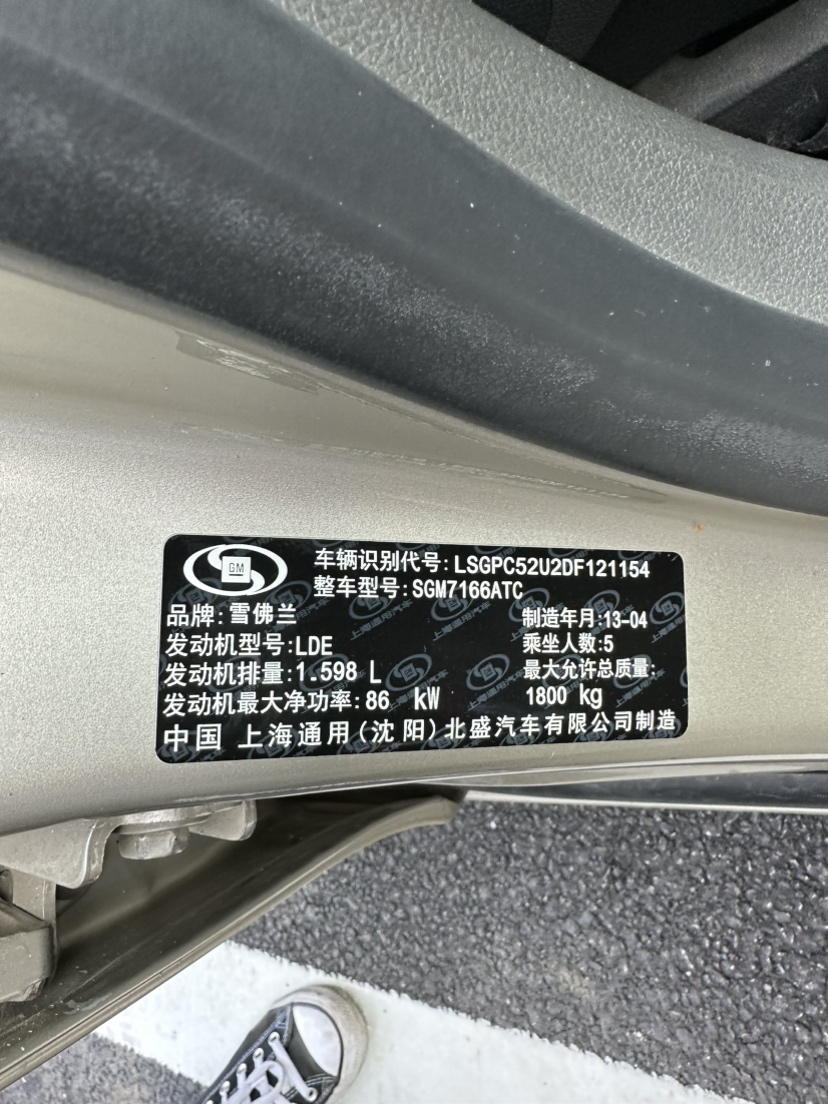 GM
车辆识别代号:LSGPC52U2DF121154
整车型号:SGM7166ATC
品牌:雪佛兰
制造年月:13-04
发动机型号:LDE
乘坐人数:5
发动机排量:1.598 L
最大允许总质量:
发动机最大净功率:86 kW
1800 kg
中国 上海通用(沈阳)北盛汽车有限公司制造